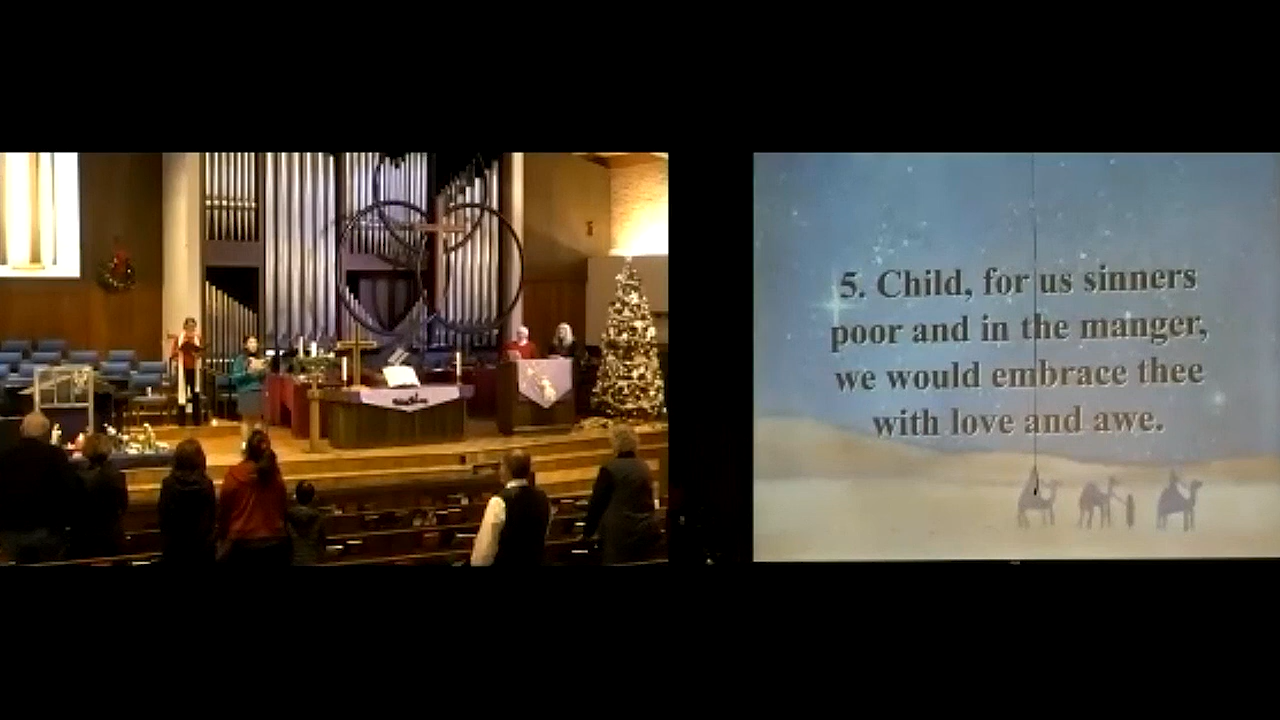 5. Child, for us sinners
poor and in the manger,
we would embrace thee
with love and awe.